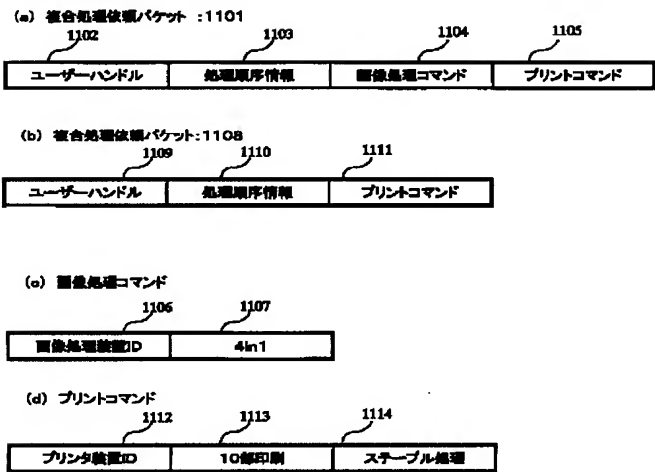 (a) 複合処理依頼パケット :1101
1102 1103 1104 1105
ユーザーハンドル 処理順序情報 画像処理コマンド プリントコマンド
(b) 複合処理依頼パケット:1108
1109 1110 1111
ユーザーハンドル 処理順序情報 プリントコマンド
(c) 画像処理コマンド
1106 1107
画像処理装置ID 4in1
(d) プリントコマンド
1112 1113 1114
プリンタ装置ID 10部印刷 ステープル処理